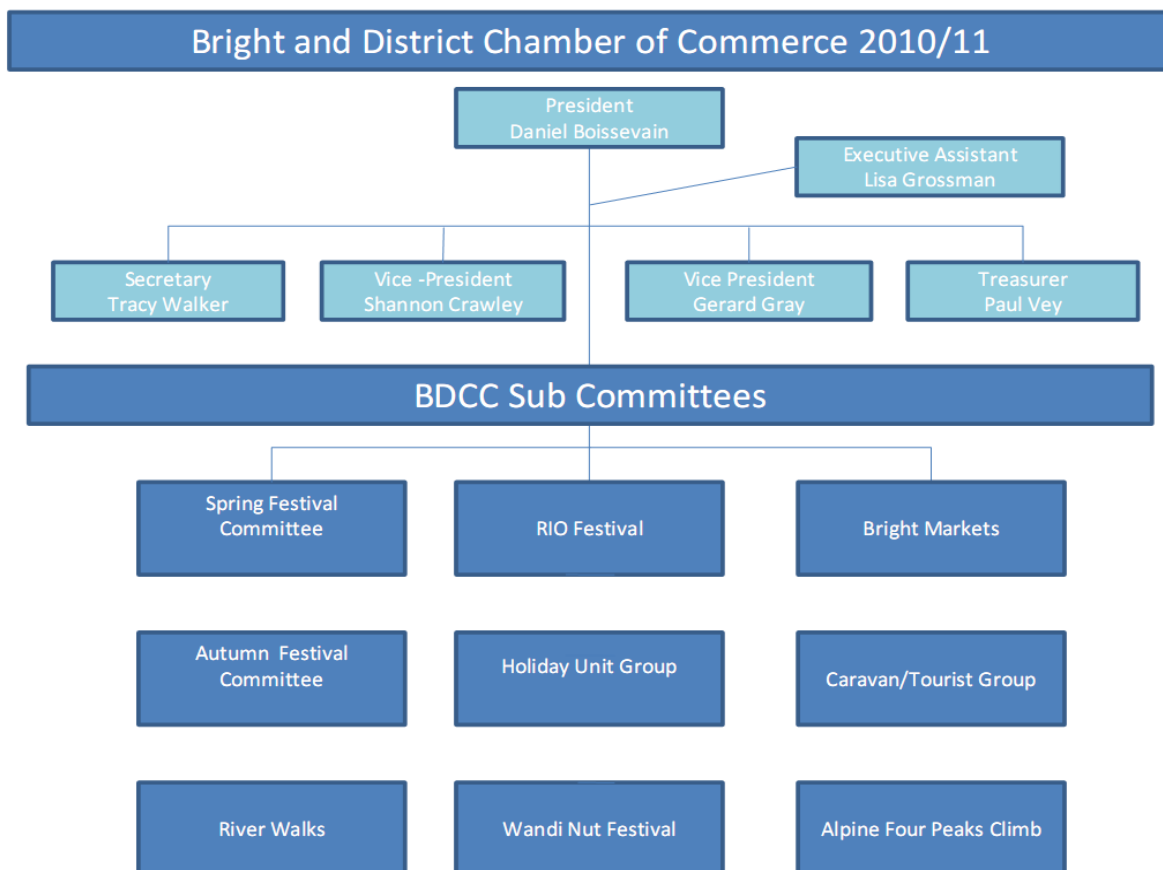 Bright and District Chamber of Commerce 2010/11
President
Daniel Boissevain
Executive Assistant
Lisa Grossman
Secretary
Tracy Walker
Vice -President
Shannon Crawley
Vice President
Gerard Gray
Treasurer
Paul Vey
BDCC Sub Committees
Spring Festival
Committee
RIO Festival
Bright Markets
Autumn  Festival
Committee
Holiday Unit Group
Caravan/Tourist Group
River Walks
Wandi Nut Festival
Alpine Four Peaks Climb